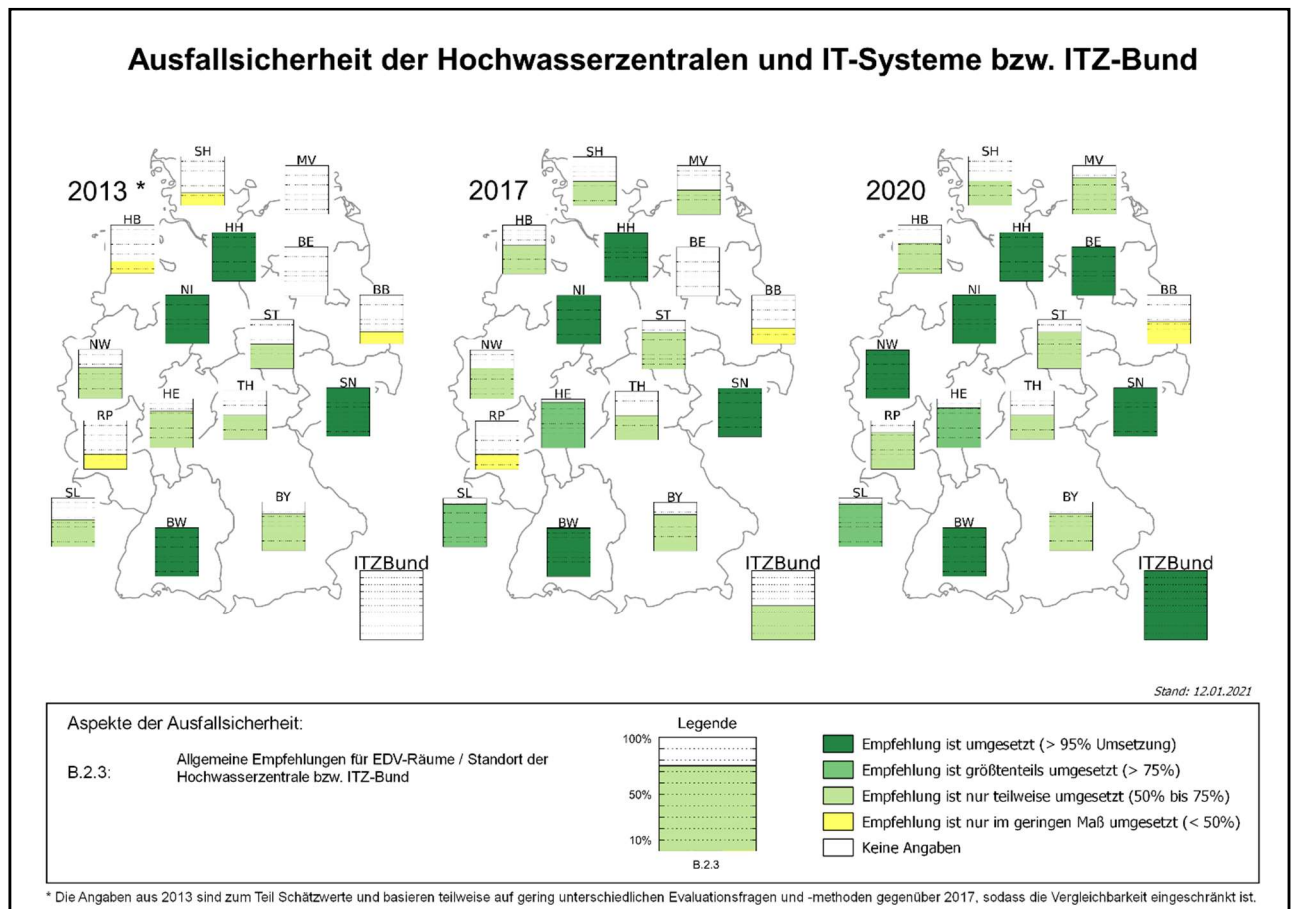 Ausfallsicherheit der Hochwasserzentralen und IT-Systeme bzw. ITZ-Bund
2013 *
SH
MV
HB
HH
BE
NI
BB
ST
NW
HE
TH
SN
RP
SL
BY
BW
ITZBund
2017
SH
MV
HB
HH
BE
NI
BB
ST
NW
HE
TH
SN
RP
SL
BY
BW
ITZBund
2020
SH
MV
HB
HH
BE
NI
BB
ST
NW
HE
TH
SN
RP
SL
BY
BW
ITZBund
Stand: 12.01.2021
Aspekte der Ausfallsicherheit:
B.2.3:
Allgemeine Empfehlungen für EDV-Räume / Standort der
Hochwasserzentrale bzw. ITZ-Bund
Legende
100%
50%
10%
B.2.3
Empfehlung ist umgesetzt (> 95% Umsetzung)
Empfehlung ist größtenteils umgesetzt (> 75%)
Empfehlung ist nur teilweise umgesetzt (50% bis 75%)
Empfehlung ist nur im geringen Maß umgesetzt (< 50%)
Keine Angaben
* Die Angaben aus 2013 sind zum Teil Schätzwerte und basieren teilweise auf gering unterschiedlichen Evaluationsfragen und -methoden gegenüber 2017, sodass die Vergleichbarkeit eingeschränkt ist.